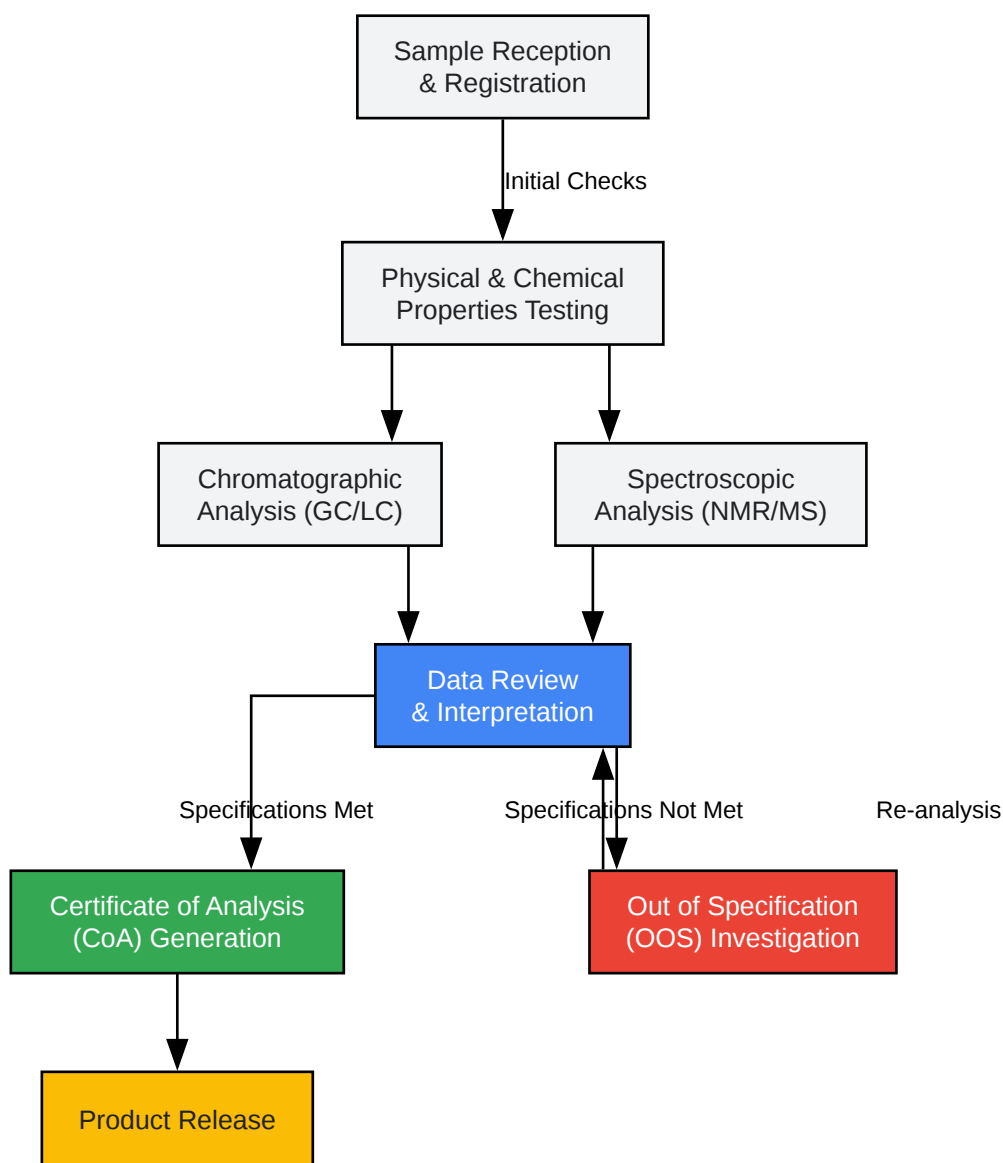 Sample Reception
& Registration
Initial Checks
Physical & Chemical
Properties Testing
Chromatographic
Analysis (GC/LC)
Spectroscopic
Analysis (NMR/MS)
Data Review
& Interpretation
Specifications Met
Specifications Not Met
Re-analysis
Certificate of Analysis
(CoA) Generation
Out of Specification
(OOS) Investigation
Product Release